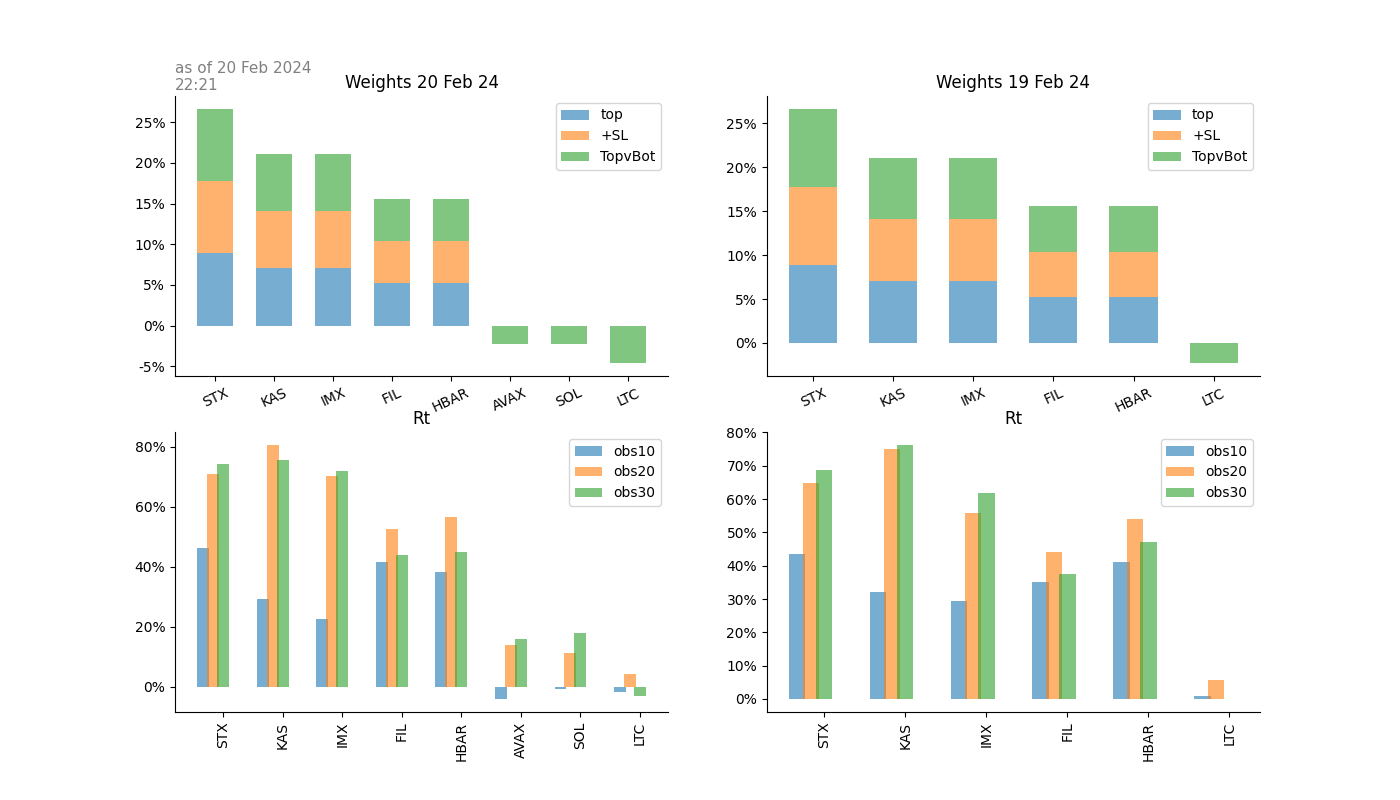 as of 20 Feb 2024
22:21
Weights 20 Feb 24
25%
20%
15%
10%
5%
0%
-5%
top
+SL
TopvBot
STX
KAS
IMX
FIL
HBAR
AVAX
SOL
LTC
Weights 19 Feb 24
25%
20%
15%
10%
5%
0%
top
+SL
TopvBot
STX
KAS
IMX
FIL
HBAR
LTC
Rt
80%
60%
40%
20%
0%
obs10
obs20
obs30
STX
KAS
IMX
FIL
HBAR
AVAX
SOL
LTC
Rt
80%
70%
60%
50%
40%
30%
20%
10%
0%
obs10
obs20
obs30
STX
KAS
IMX
FIL
HBAR
LTC